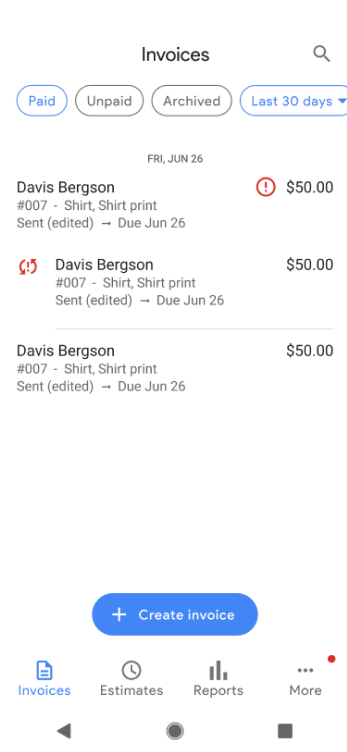 Invoices
Paid Unpaid Archived Last 30 days
FRI, JUN 26
Davis Bergson $50.00
#007 - Shirt, Shirt print
Sent (edited) → Due Jun 26
Davis Bergson $50.00
#007 - Shirt, Shirt print
Sent (edited) → Due Jun 26
Davis Bergson $50.00
#007 - Shirt, Shirt print
Sent (edited) → Due Jun 26
+ Create invoice
Invoices Estimates Reports More